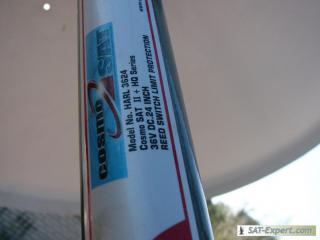 cosmo SAT
Model No. HARL 3624
Cosmo SAT II + HQ Series
36V DC.24 INCH
REED SWITCH LIMIT PROTECTION
SAT-Expert.com